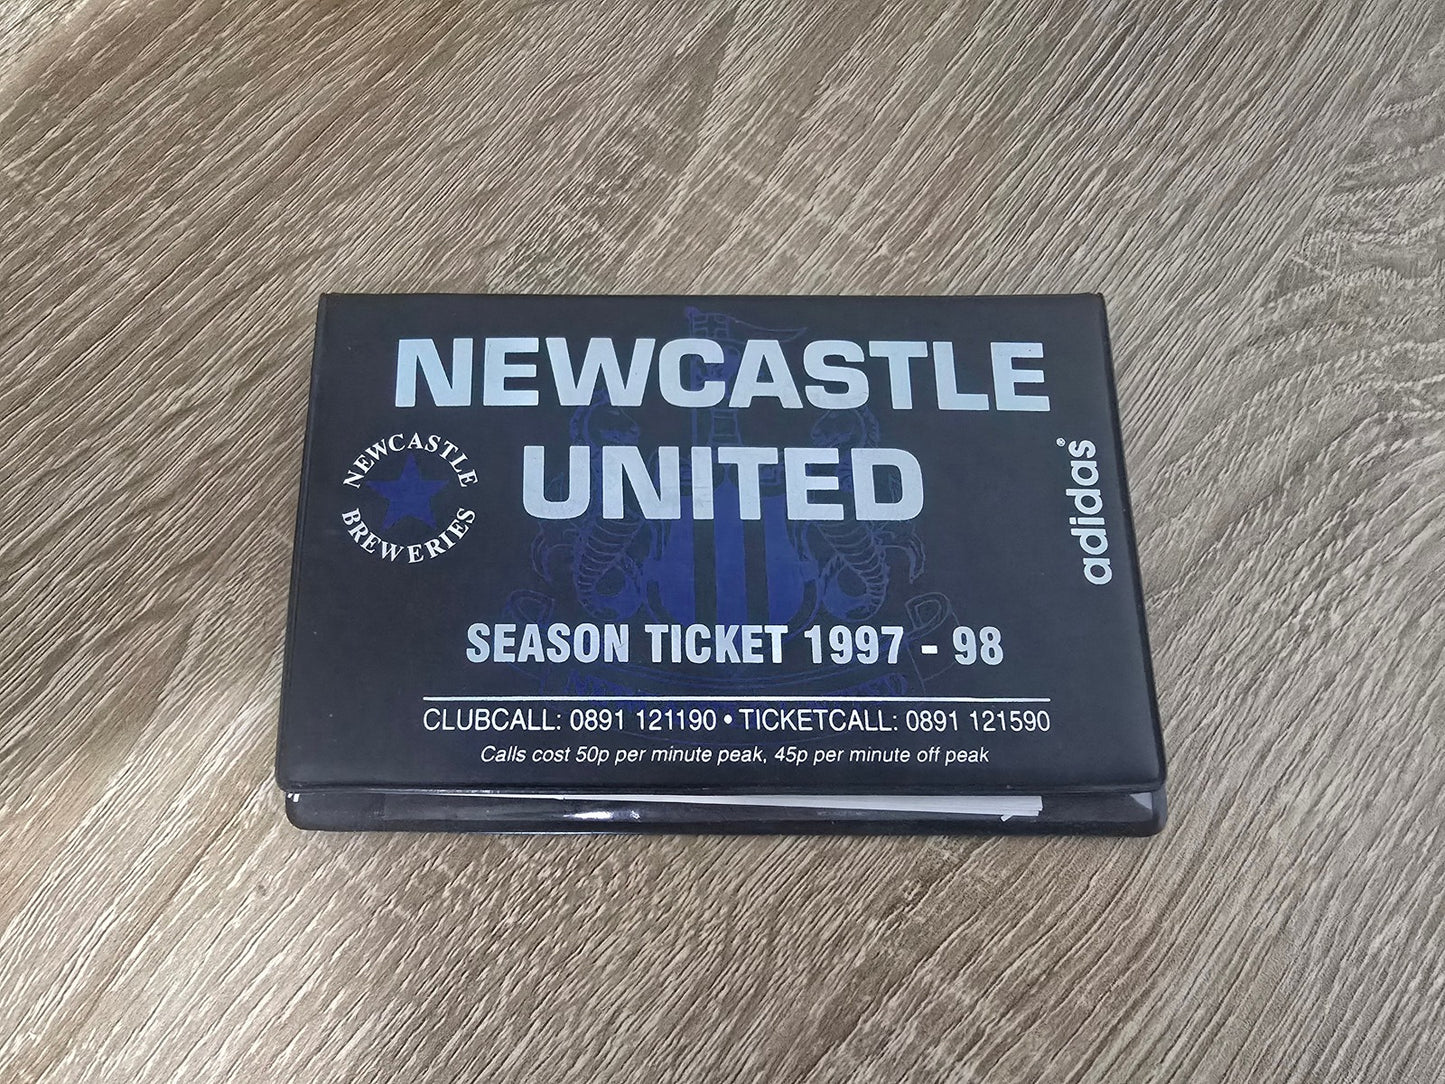 NEWCASTLE
UNITED
NEWCASTLE
BREWERIES
adidas®
SEASON TICKET 1997 - 98
CLUBCALL: 0891 121190 • TICKETCALL: 0891 121590
Calls cost 50p per minute peak, 45p per minute off peak